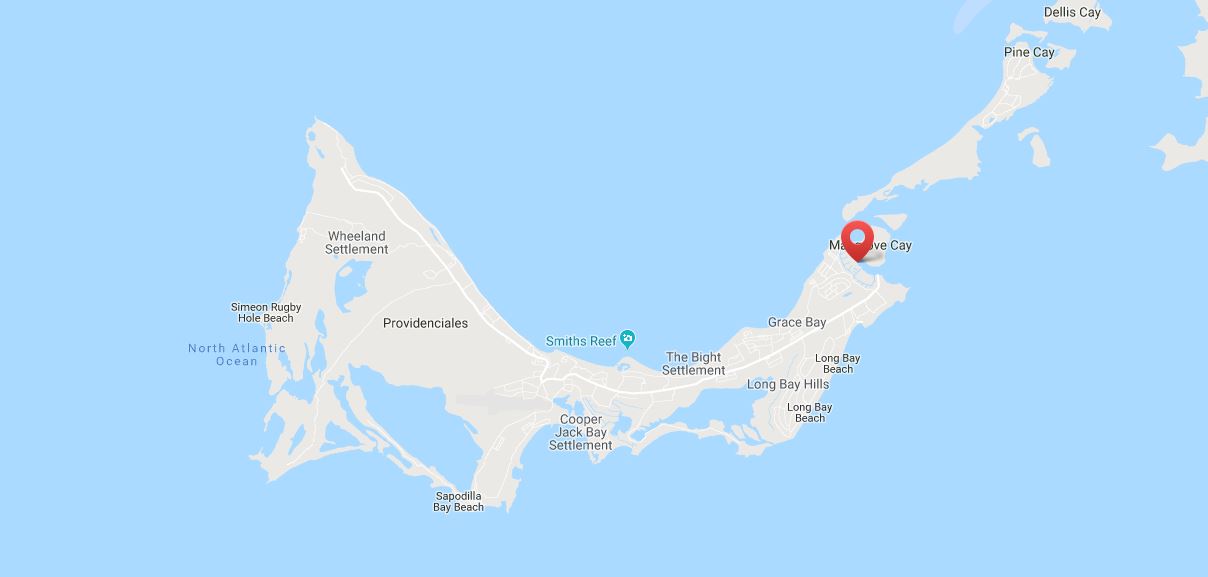 Dellis Cay
Pine Cay
Wheeland
Settlement
Mangrove Cay
Simeon Rugby
Hole Beach
Providenciales
Grace Bay
North Atlantic
Ocean
Smiths Reef
The Bight
Settlement
Long Bay
Beach
Long Bay Hills
Long Bay
Beach
Cooper
Jack Bay
Settlement
Sapodilla
Bay Beach